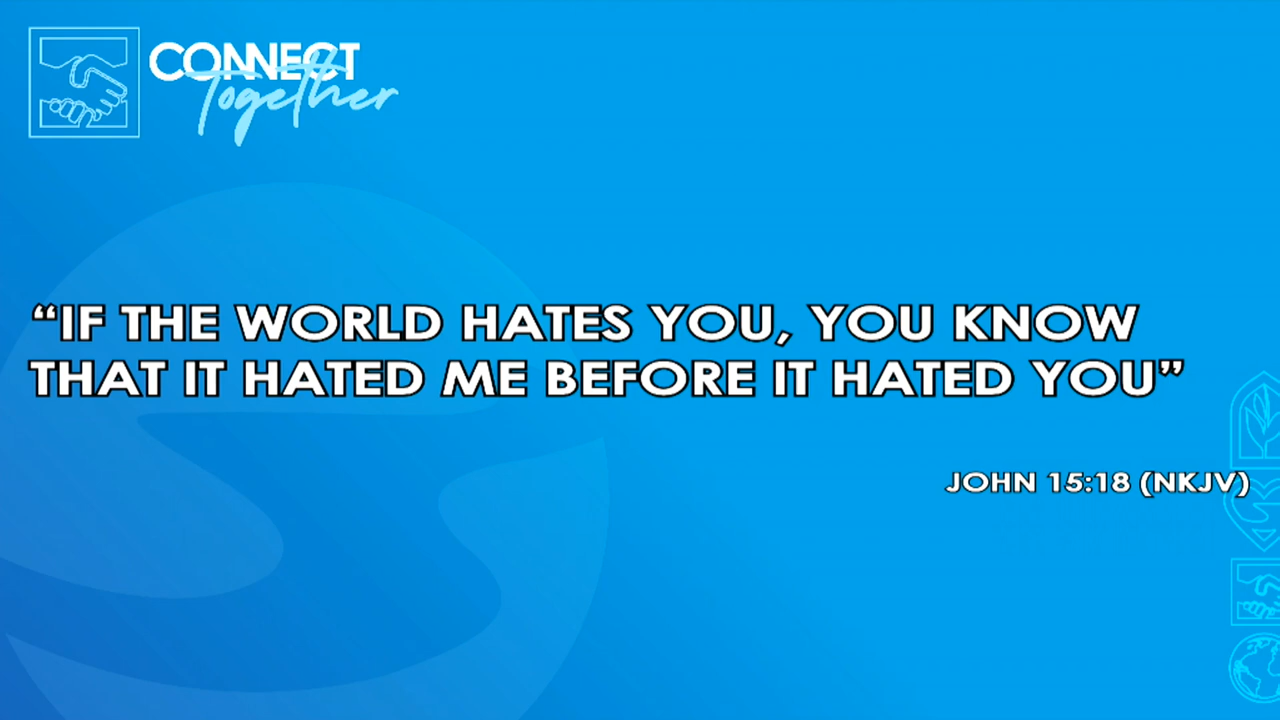 CONNECT
Together
“IF THE WORLD HATES YOU, YOU KNOW
THAT IT HATED ME BEFORE IT HATED YOU”
JOHN 15:18 (NKJV)